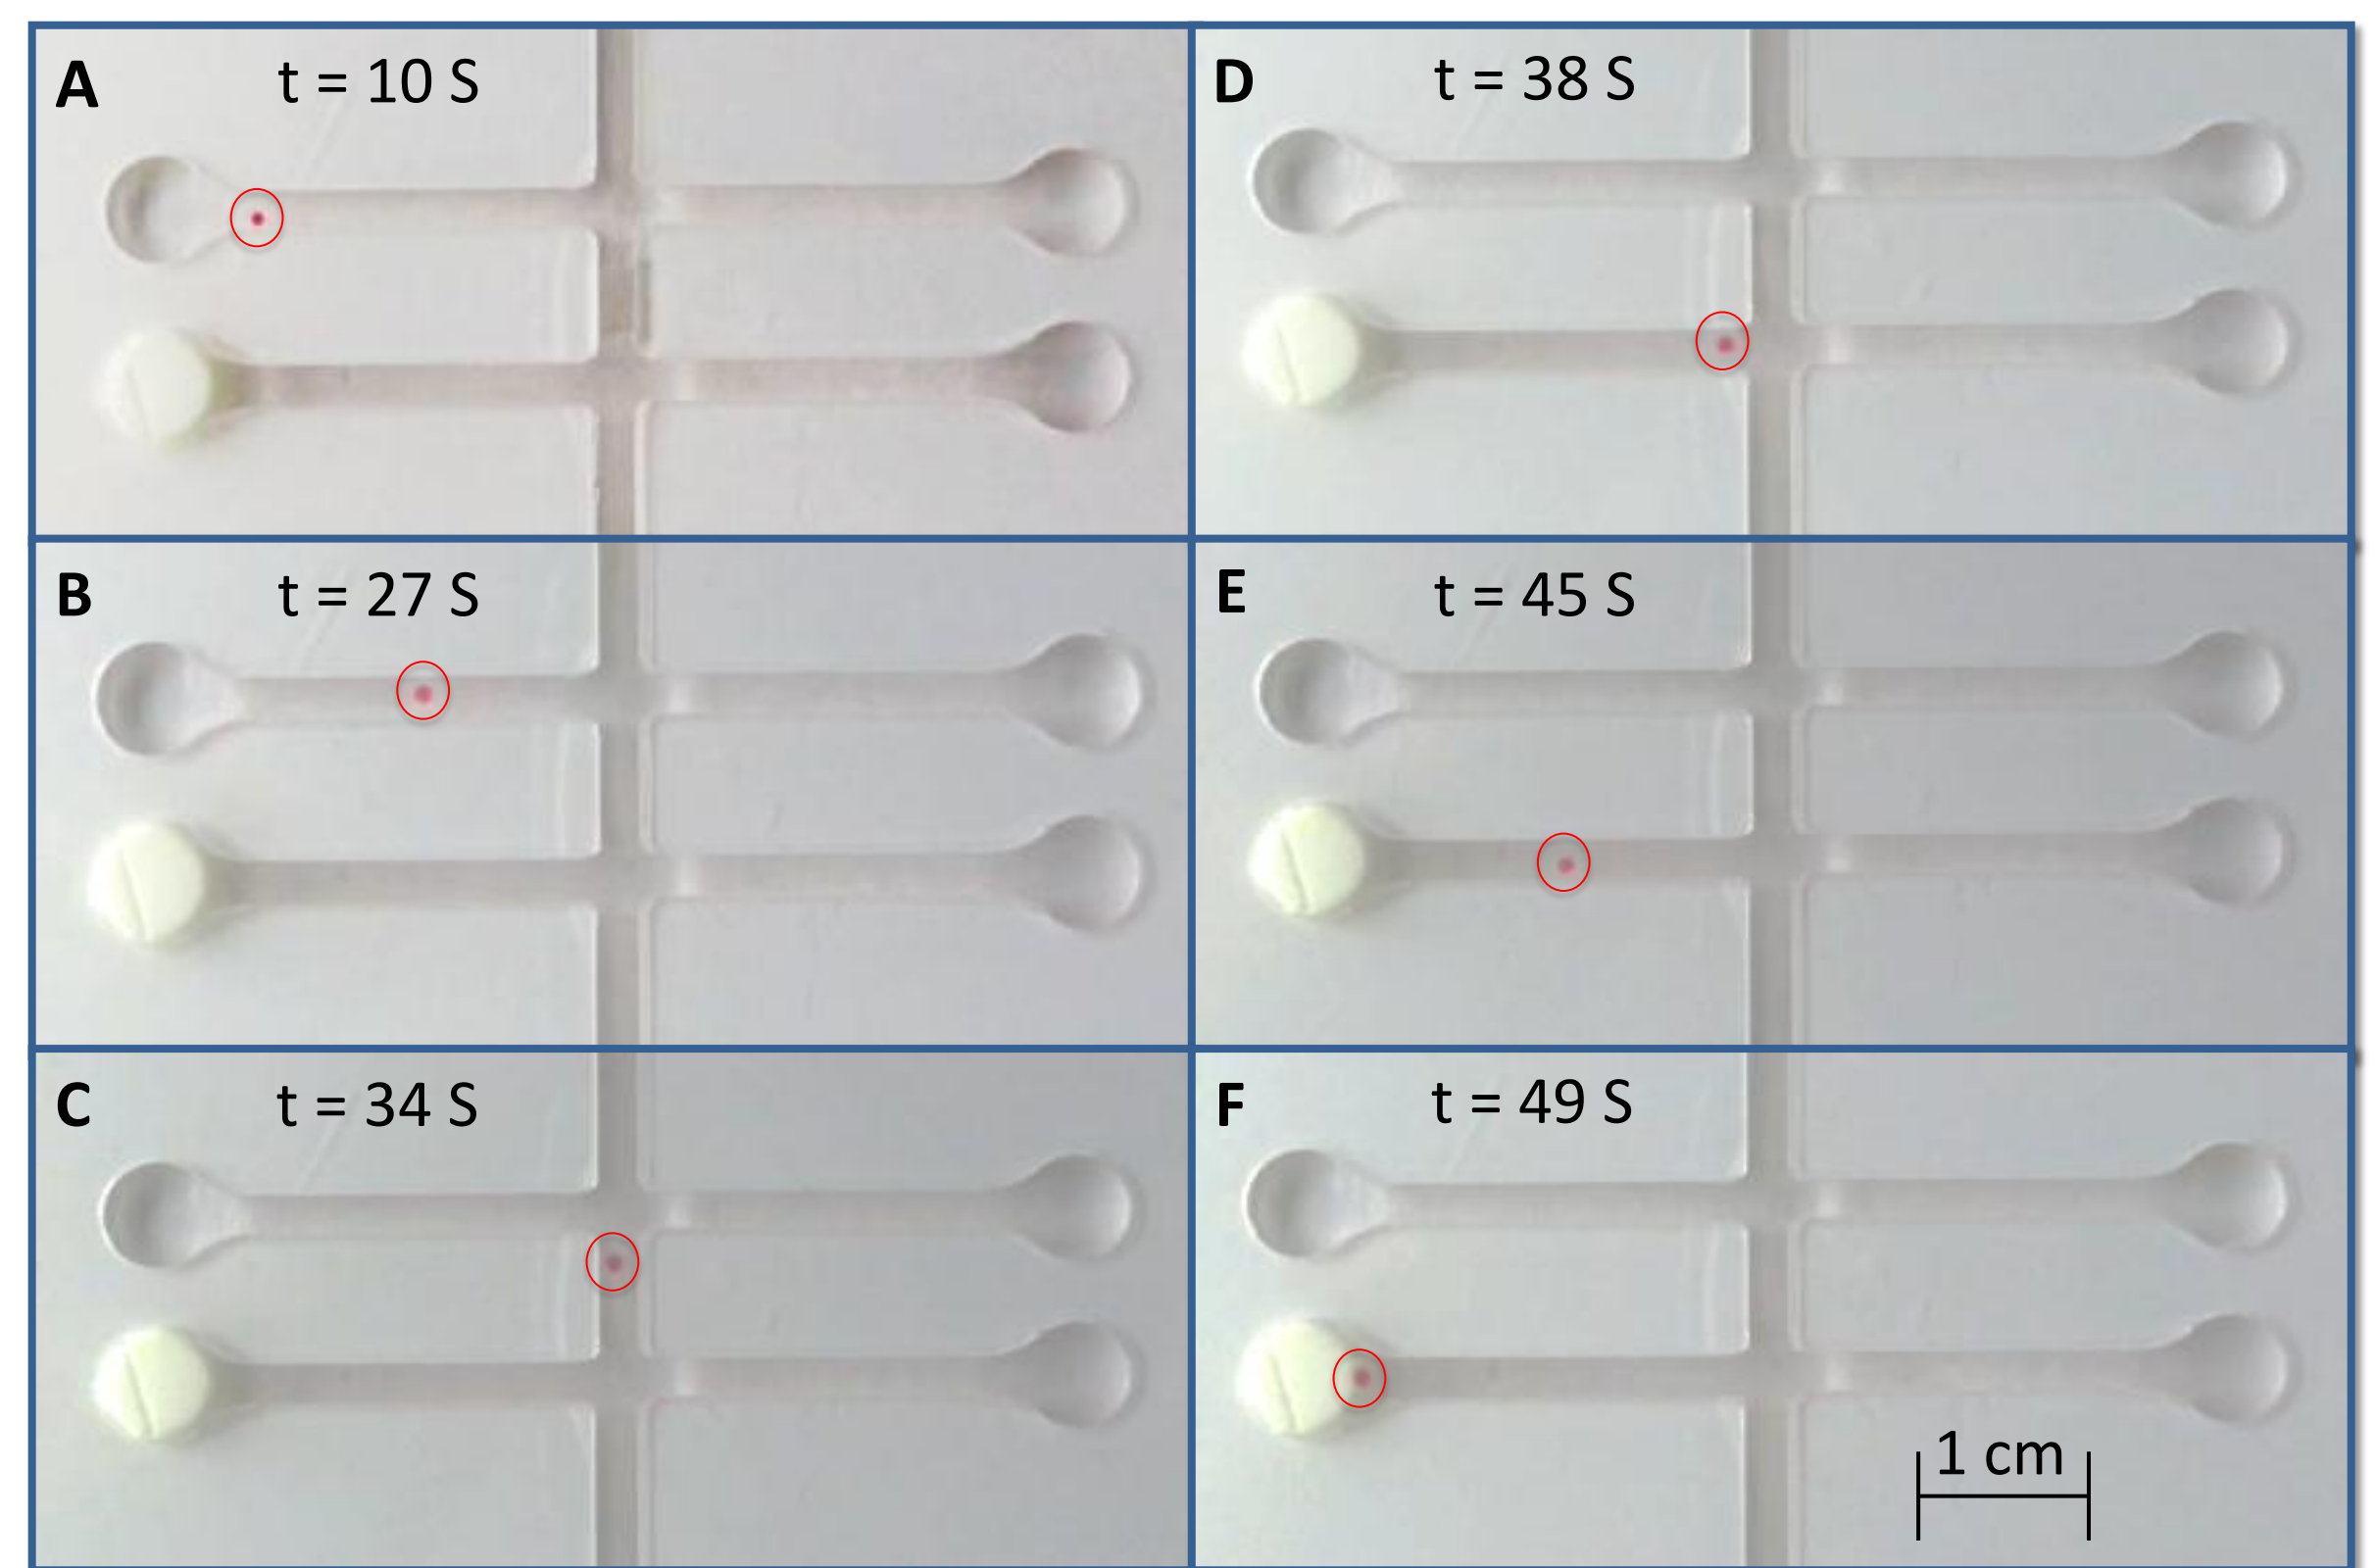 A
t = 10 S
B
t = 27 S
C
t = 34 S
D
t = 38 S
E
t = 45 S
F
t = 49 S
1 cm